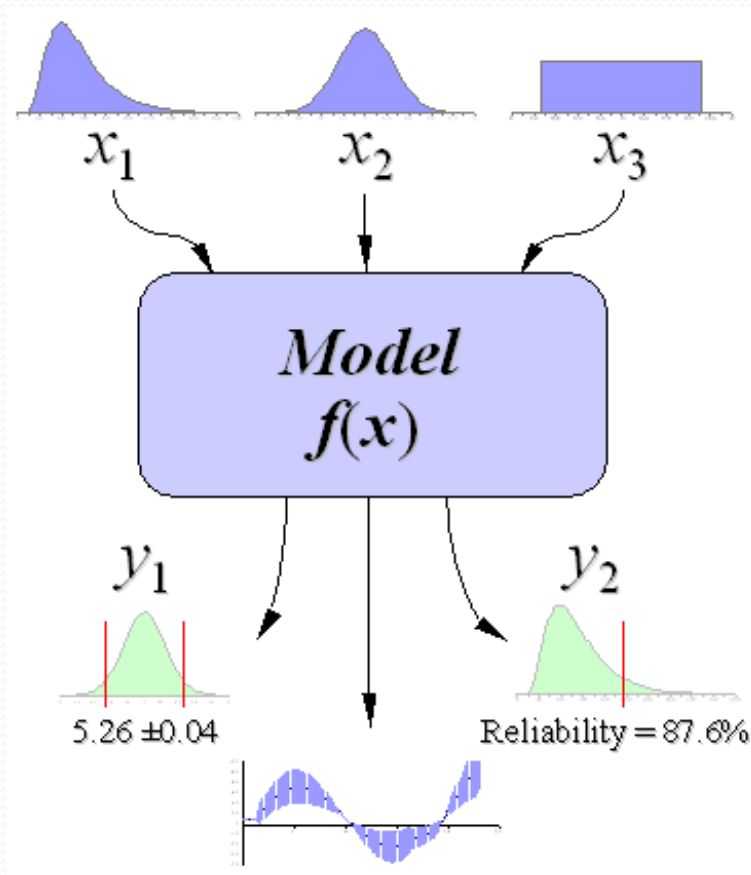 x1 x2 x3
Model
f(x)
y1 y2
5.26 ±0.04 Reliability = 87.6%